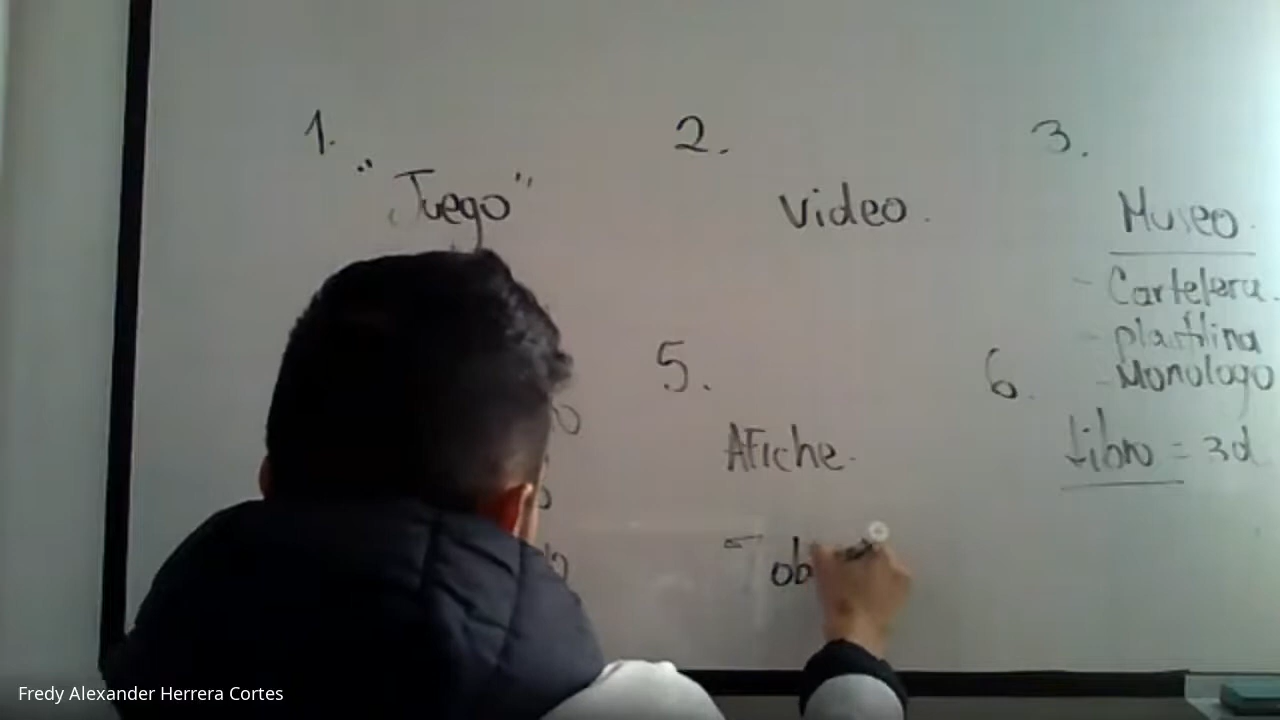 1.
"Juego"
2.
Video.
3.
Museo.
- Cartelera.
- plastilina
- Monologo
5.
Afiche.
ob
6.
Libro = 3d
Fredy Alexander Herrera Cortes